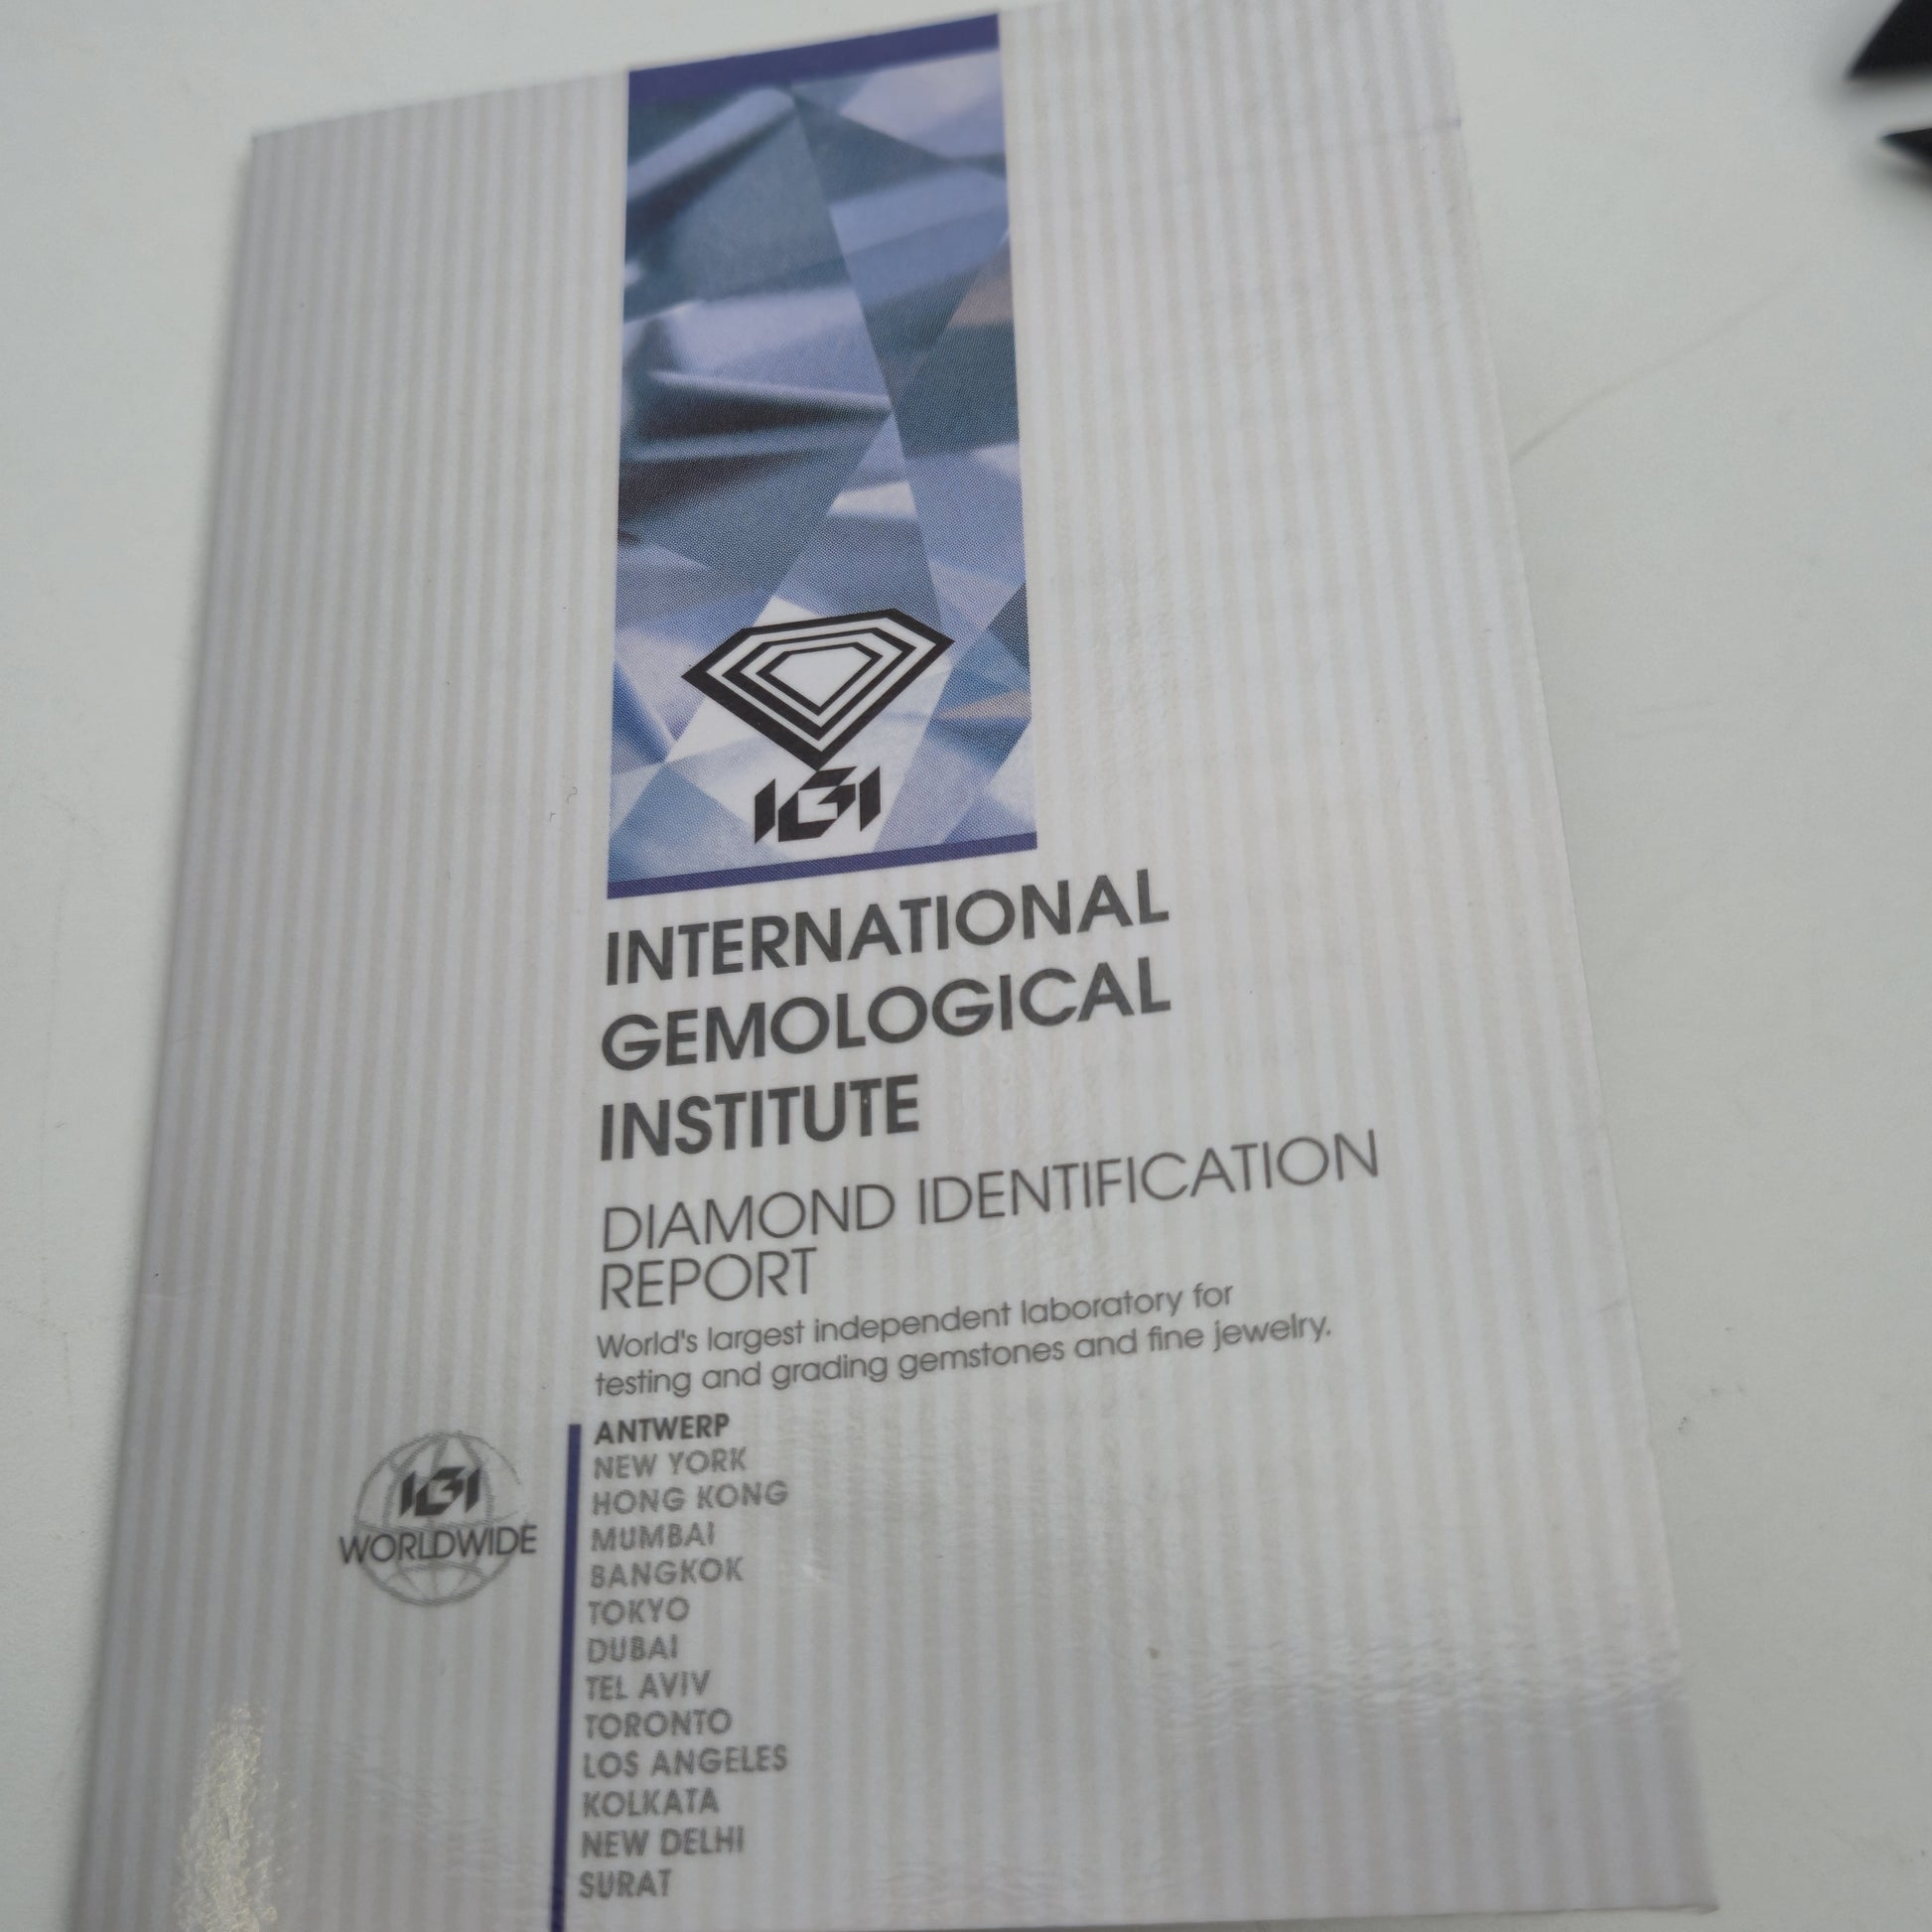 IGI
INTERNATIONAL
GEMOLOGICAL
INSTITUTE
DIAMOND IDENTIFICATION
REPORT
World's largest independent laboratory for
testing and grading gemstones and fine jewelry.
IGI
WORLDWIDE
ANTWERP
NEW YORK
HONG KONG
MUMBAI
BANGKOK
TOKYO
DUBAI
TEL AVIV
TORONTO
LOS ANGELES
KOLKATA
NEW DELHI
SURAT